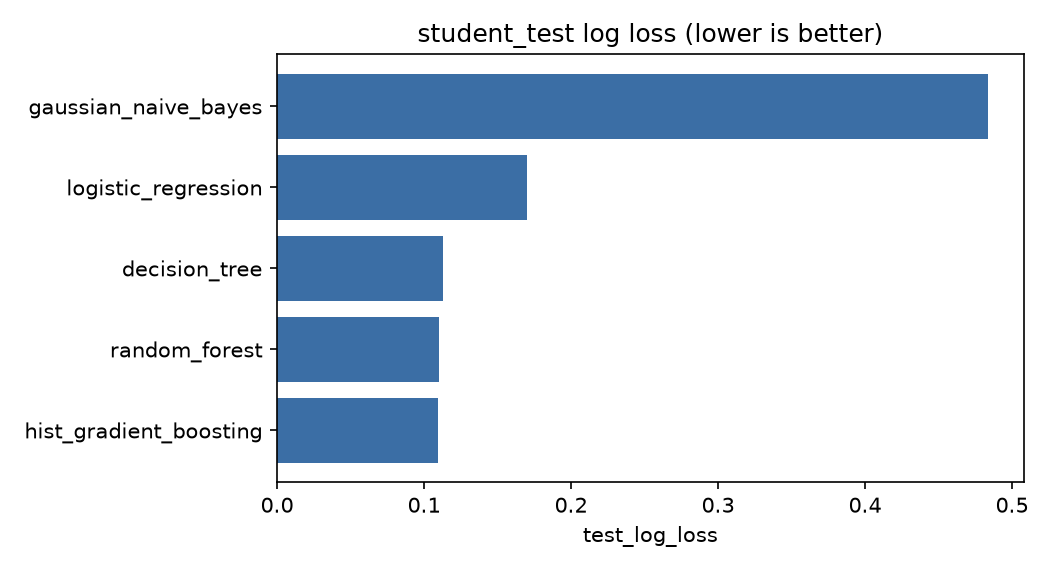 student_test log loss (lower is better)
gaussian_naive_bayes
logistic_regression
decision_tree
random_forest
hist_gradient_boosting
0.0 0.1 0.2 0.3 0.4 0.5
test_log_loss